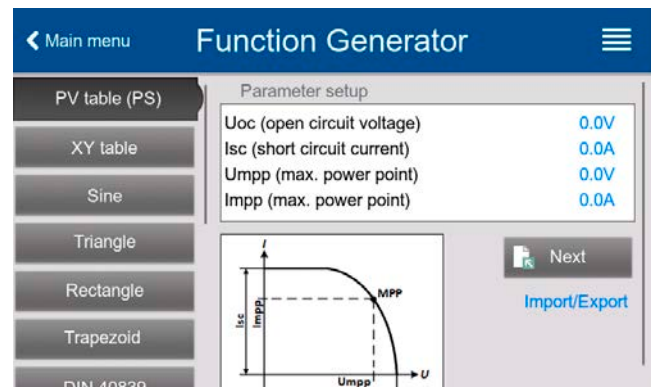 Main menu
Function Generator
PV table (PS)
XY table
Sine
Triangle
Rectangle
Trapezoid
DIN 40839
Parameter setup
Uoc (open circuit voltage) 0.0V
Isc (short circuit current) 0.0A
Umpp (max. power point) 0.0V
Impp (max. power point) 0.0A
I
Isc
Impp
MPP
Umpp
U
Next
Import/Export